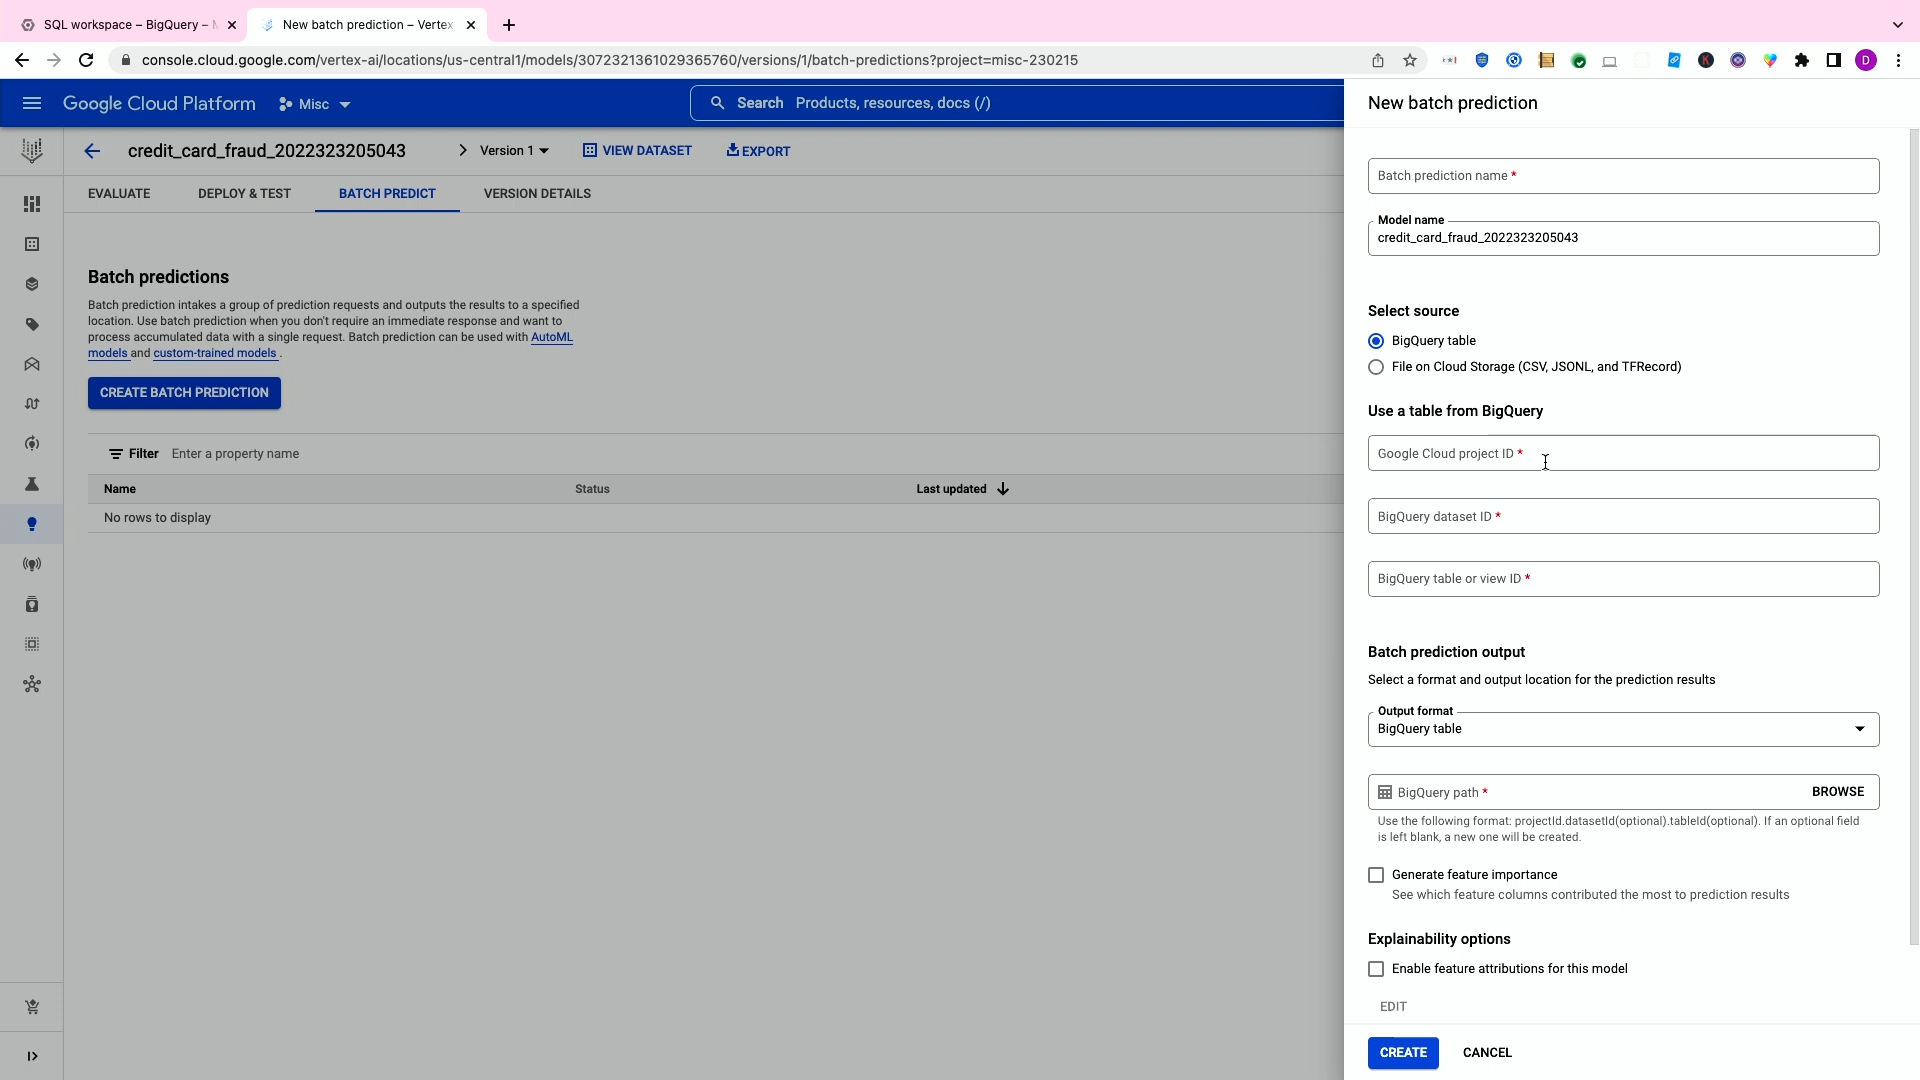 SQL workspace – BigQuery –
New batch prediction – Vertex
console.cloud.google.com/vertex-ai/locations/us-central1/models/3072321361029365760/versions/1/batch-predictions?project=misc-230215
K
D
Google Cloud Platform
Misc
Search Products, resources, docs (/)
credit_card_fraud_2022323205043
Version 1
VIEW DATASET
EXPORT
EVALUATE
DEPLOY & TEST
BATCH PREDICT
VERSION DETAILS
Batch predictions
Batch prediction intakes a group of prediction requests and outputs the results to a specified
location. Use batch prediction when you don't require an immediate response and want to
process accumulated data with a single request. Batch prediction can be used with AutoML
models and custom-trained models .
CREATE BATCH PREDICTION
Filter Enter a property name
Name Status Last updated
No rows to display
New batch prediction
Batch prediction name *
Model name
credit_card_fraud_2022323205043
Select source
BigQuery table
File on Cloud Storage (CSV, JSONL, and TFRecord)
Use a table from BigQuery
Google Cloud project ID *
BigQuery dataset ID *
BigQuery table or view ID *
Batch prediction output
Select a format and output location for the prediction results
Output format
BigQuery table
BigQuery path * BROWSE
Use the following format: projectId.datasetId(optional).tableId(optional). If an optional field
is left blank, a new one will be created.
Generate feature importance
See which feature columns contributed the most to prediction results
Explainability options
Enable feature attributions for this model
EDIT
CREATE CANCEL